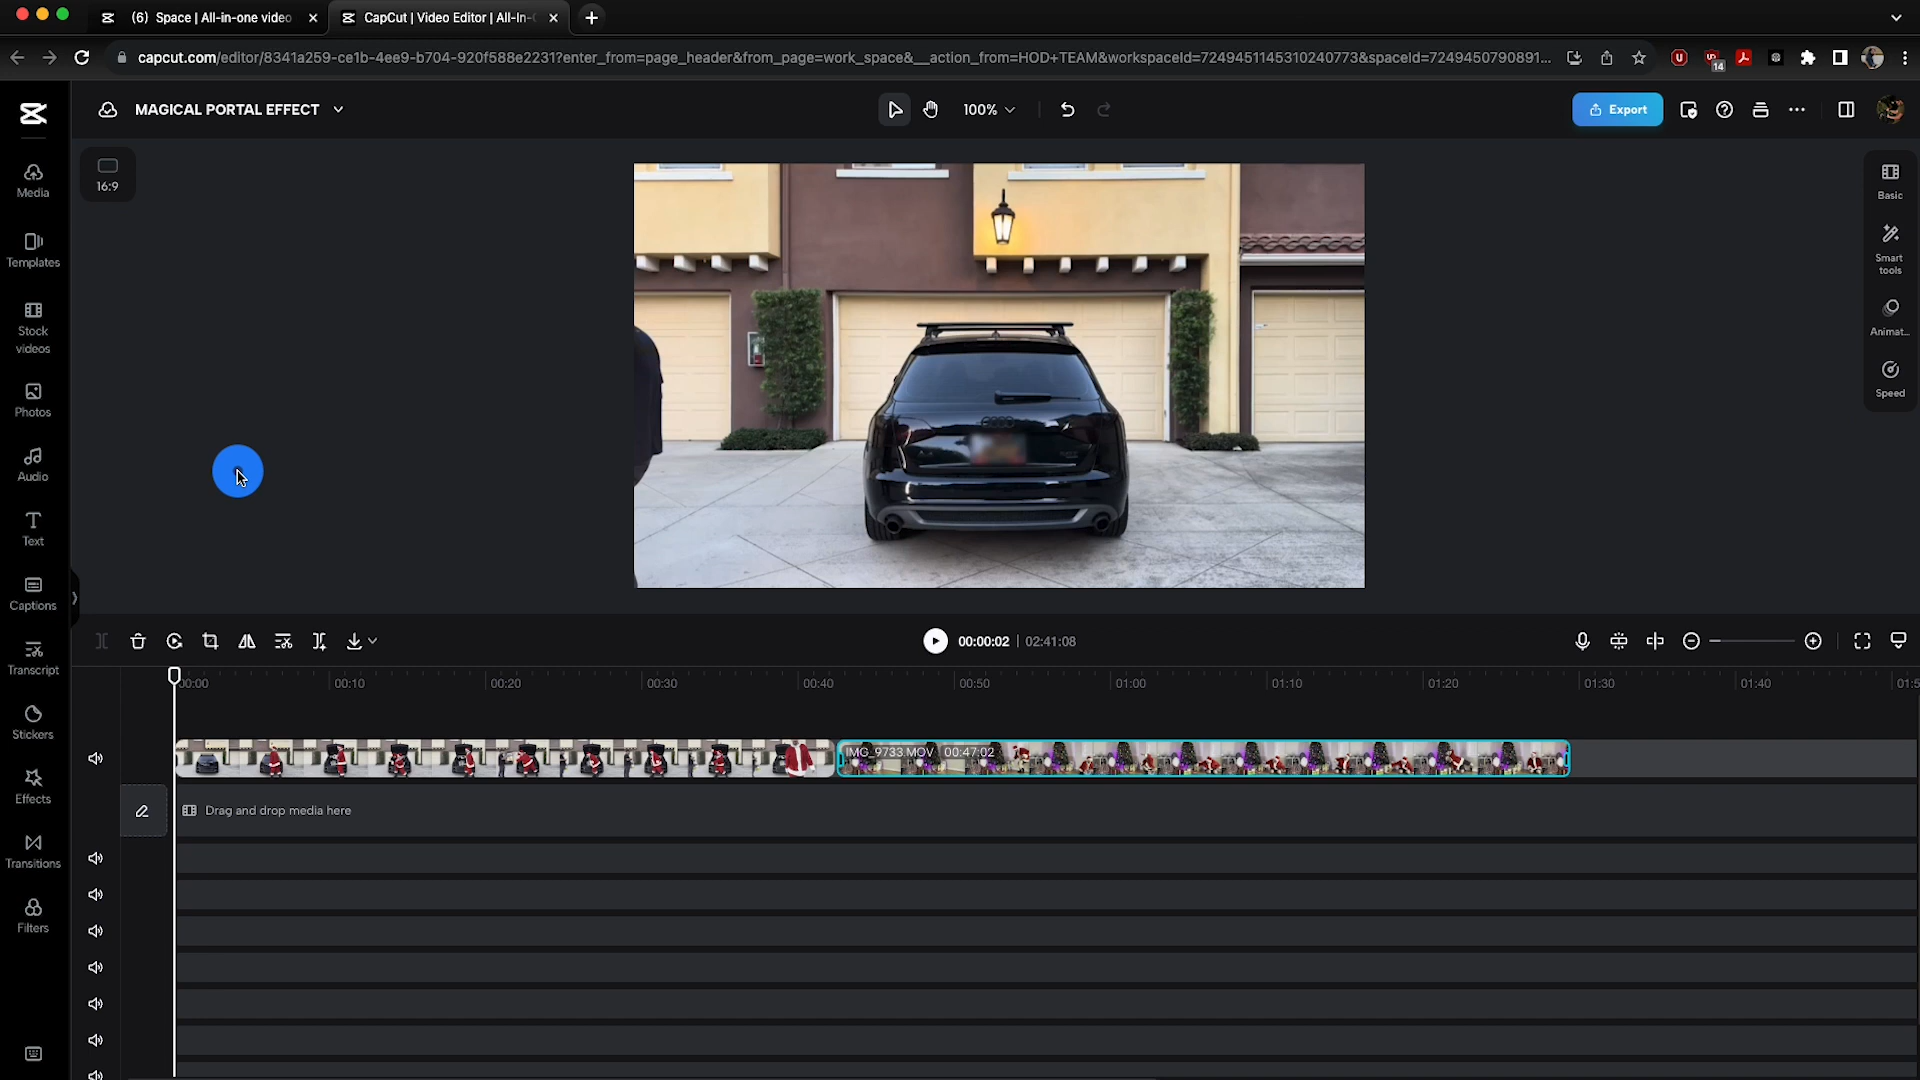 (6) Space | All-in-one video
CapCut | Video Editor | All-In-
capcut.com/editor/8341a259-ce1b-4ee9-b704-920f588e2231?enter_from=page_header&from_page=work_space&__action_from=HOD+TEAM&workspaceId=7249451145310240773&spaceId=7249450790891...
14
MAGICAL PORTAL EFFECT
100%
Export
16:9
Media
Templates
Stock
videos
Photos
Audio
Text
Captions
Transcript
Stickers
Effects
Transitions
Filters
Basic
Smart
tools
Animat...
Speed
00:00:02 | 02:41:08
00:00
00:10
00:20
00:30
00:40
00:50
01:00
01:10
01:20
01:30
01:40
01:5
IMG_9733.MOV 00:47:02
Drag and drop media here